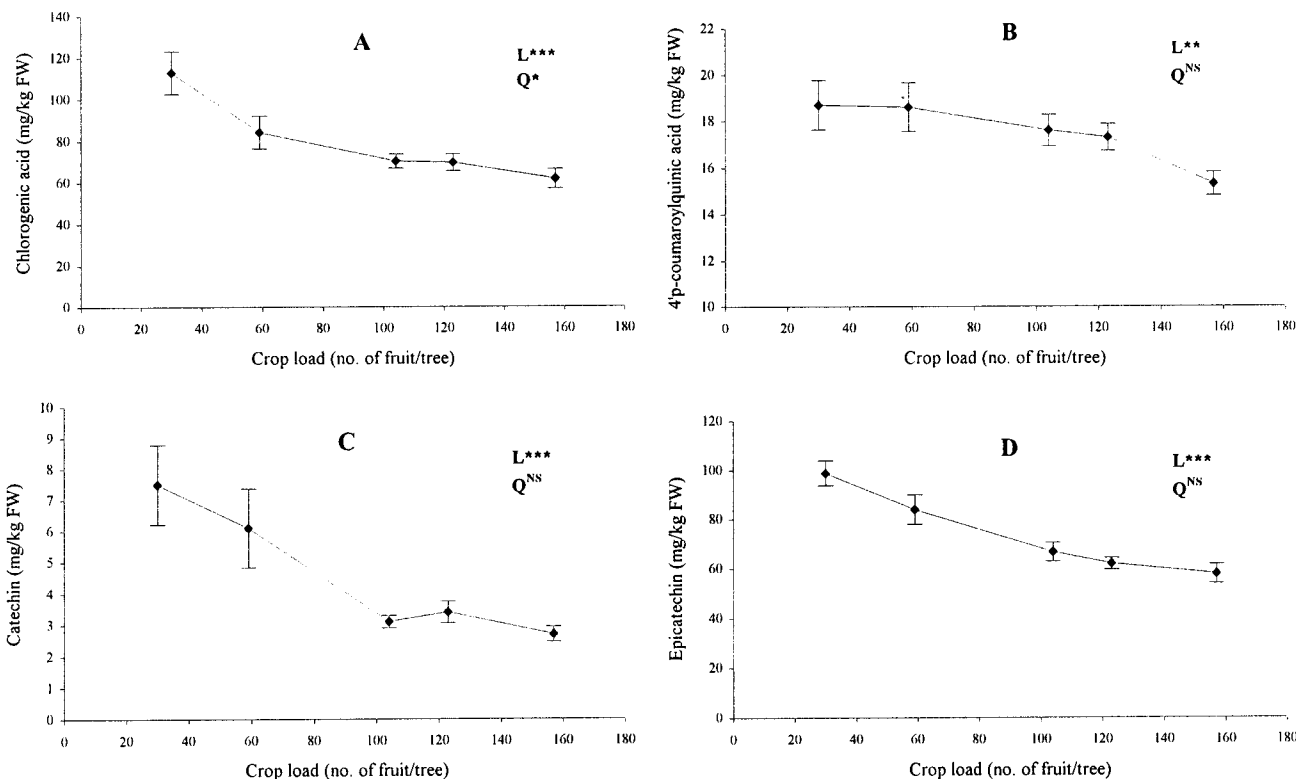 A
L***
Q*
Chlorogenic acid (mg/kg FW)
140
120
100
80
60
40
20
0
0 20 40 60 80 100 120 140 160 180
Crop load (no. of fruit/tree)
B
L**
Q^NS
4'p-coumaroylquinic acid (mg/kg FW)
22
20
18
16
14
12
10
0 20 40 60 80 100 120 140 160 180
Crop load (no. of fruit/tree)
C
L***
Q^NS
Catechin (mg/kg FW)
10
9
8
7
6
5
4
3
2
1
0
0 20 40 60 80 100 120 140 160 180
Crop load (no. of fruit/tree)
D
L***
Q^NS
Epicatechin (mg/kg FW)
120
100
80
60
40
20
0
0 20 40 60 80 100 120 140 160 180
Crop load (no. of fruit/tree)